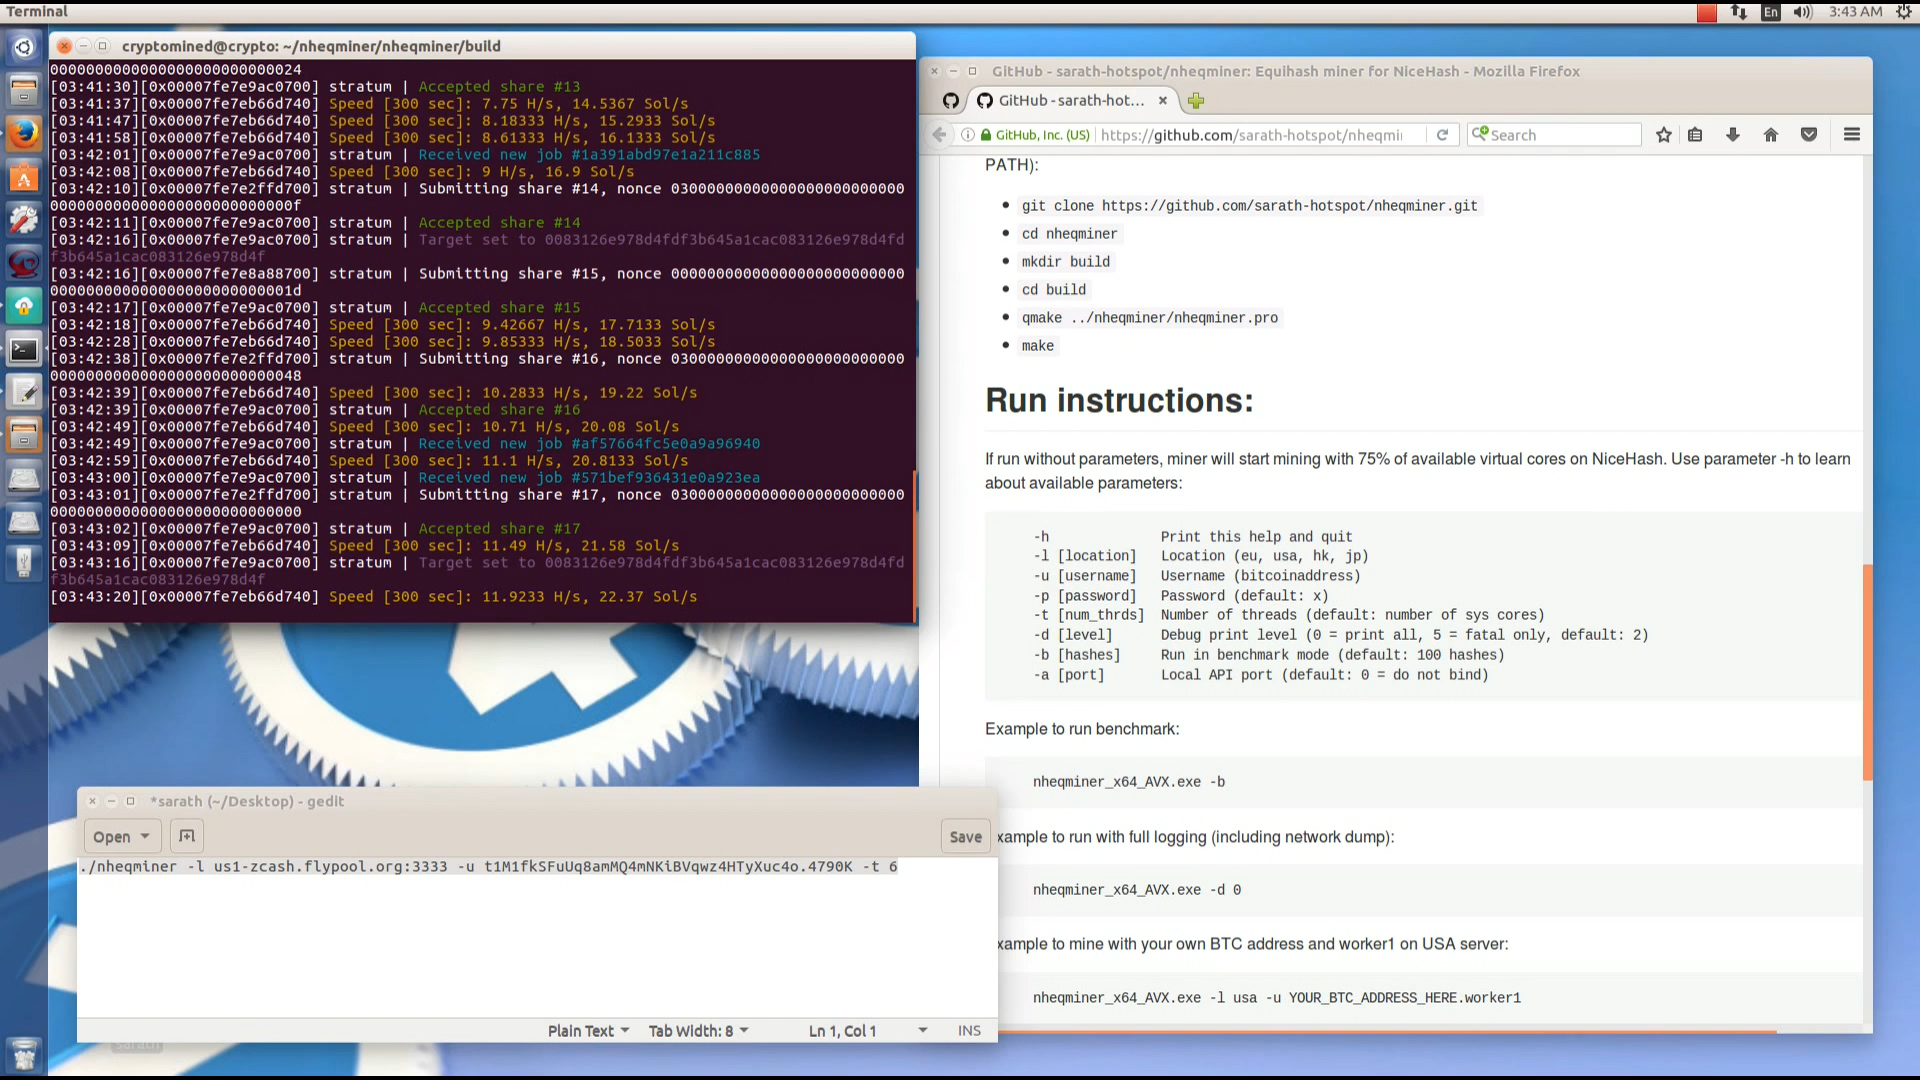 Terminal
En
3:43 AM
cryptomined@crypto: ~/nheqminer/nheqminer/build
0000000000000000000000000024
[03:41:30][0x00007fe7e9ac0700] stratum | Accepted share #13
[03:41:37][0x00007fe7eb66d740] Speed [300 sec]: 7.75 H/s, 14.5367 Sol/s
[03:41:47][0x00007fe7eb66d740] Speed [300 sec]: 8.18333 H/s, 15.2933 Sol/s
[03:41:58][0x00007fe7eb66d740] Speed [300 sec]: 8.61333 H/s, 16.1333 Sol/s
[03:42:01][0x00007fe7e9ac0700] stratum | Received new job #1a391abd97e1a211c885
[03:42:08][0x00007fe7eb66d740] Speed [300 sec]: 9 H/s, 16.9 Sol/s
[03:42:10][0x00007fe7e2ffd700] stratum | Submitting share #14, nonce 03000000000000000000000000
000000000000000000000000000f
[03:42:11][0x00007fe7e9ac0700] stratum | Accepted share #14
[03:42:16][0x00007fe7e9ac0700] stratum | Target set to 0083126e978d4fdf3b645a1cac083126e978d4fd
f3b645a1cac083126e978d4f
[03:42:16][0x00007fe7e8a88700] stratum | Submitting share #15, nonce 00000000000000000000000000
000000000000000000000000001d
[03:42:17][0x00007fe7e9ac0700] stratum | Accepted share #15
[03:42:18][0x00007fe7eb66d740] Speed [300 sec]: 9.42667 H/s, 17.7133 Sol/s
[03:42:28][0x00007fe7eb66d740] Speed [300 sec]: 9.85333 H/s, 18.5033 Sol/s
[03:42:38][0x00007fe7e2ffd700] stratum | Submitting share #16, nonce 03000000000000000000000000
0000000000000000000000000048
[03:42:39][0x00007fe7eb66d740] Speed [300 sec]: 10.2833 H/s, 19.22 Sol/s
[03:42:39][0x00007fe7e9ac0700] stratum | Accepted share #16
[03:42:49][0x00007fe7eb66d740] Speed [300 sec]: 10.71 H/s, 20.08 Sol/s
[03:42:49][0x00007fe7e9ac0700] stratum | Received new job #af57664fc5e0a9a96940
[03:42:59][0x00007fe7eb66d740] Speed [300 sec]: 11.1 H/s, 20.8133 Sol/s
[03:43:00][0x00007fe7e9ac0700] stratum | Received new job #571bef936431e0a923ea
[03:43:01][0x00007fe7e2ffd700] stratum | Submitting share #17, nonce 03000000000000000000000000
0000000000000000000000000000
[03:43:02][0x00007fe7e9ac0700] stratum | Accepted share #17
[03:43:09][0x00007fe7eb66d740] Speed [300 sec]: 11.49 H/s, 21.58 Sol/s
[03:43:16][0x00007fe7e9ac0700] stratum | Target set to 0083126e978d4fdf3b645a1cac083126e978d4fd
f3b645a1cac083126e978d4f
[03:43:20][0x00007fe7eb66d740] Speed [300 sec]: 11.9233 H/s, 22.37 Sol/s
GitHub - sarath-hotspot/nheqminer: Equihash miner for NiceHash - Mozilla Firefox
GitHub - sarath-hot...
GitHub, Inc. (US)
https://github.com/sarath-hotspot/nheqmi
Search
PATH):
git clone https://github.com/sarath-hotspot/nheqminer.git
cd nheqminer
mkdir build
cd build
qmake ../nheqminer/nheqminer.pro
make
Run instructions:
If run without parameters, miner will start mining with 75% of available virtual cores on NiceHash. Use parameter -h to learn
about available parameters:
-h Print this help and quit
-l [location] Location (eu, usa, hk, jp)
-u [username] Username (bitcoinaddress)
-p [password] Password (default: x)
-t [num_thrds] Number of threads (default: number of sys cores)
-d [level] Debug print level (0 = print all, 5 = fatal only, default: 2)
-b [hashes] Run in benchmark mode (default: 100 hashes)
-a [port] Local API port (default: 0 = do not bind)
Example to run benchmark:
nheqminer_x64_AVX.exe -b
xample to run with full logging (including network dump):
nheqminer_x64_AVX.exe -d 0
xample to mine with your own BTC address and worker1 on USA server:
nheqminer_x64_AVX.exe -l usa -u YOUR_BTC_ADDRESS_HERE.worker1
*sarath (~/Desktop) - gedit
Open
Save
./nheqminer -l us1-zcash.flypool.org:3333 -u t1M1fkSFuUq8amMQ4mNKiBVqwz4HTyXuc4o.4790K -t 6
Plain Text
Tab Width: 8
Ln 1, Col 1
INS
sarath